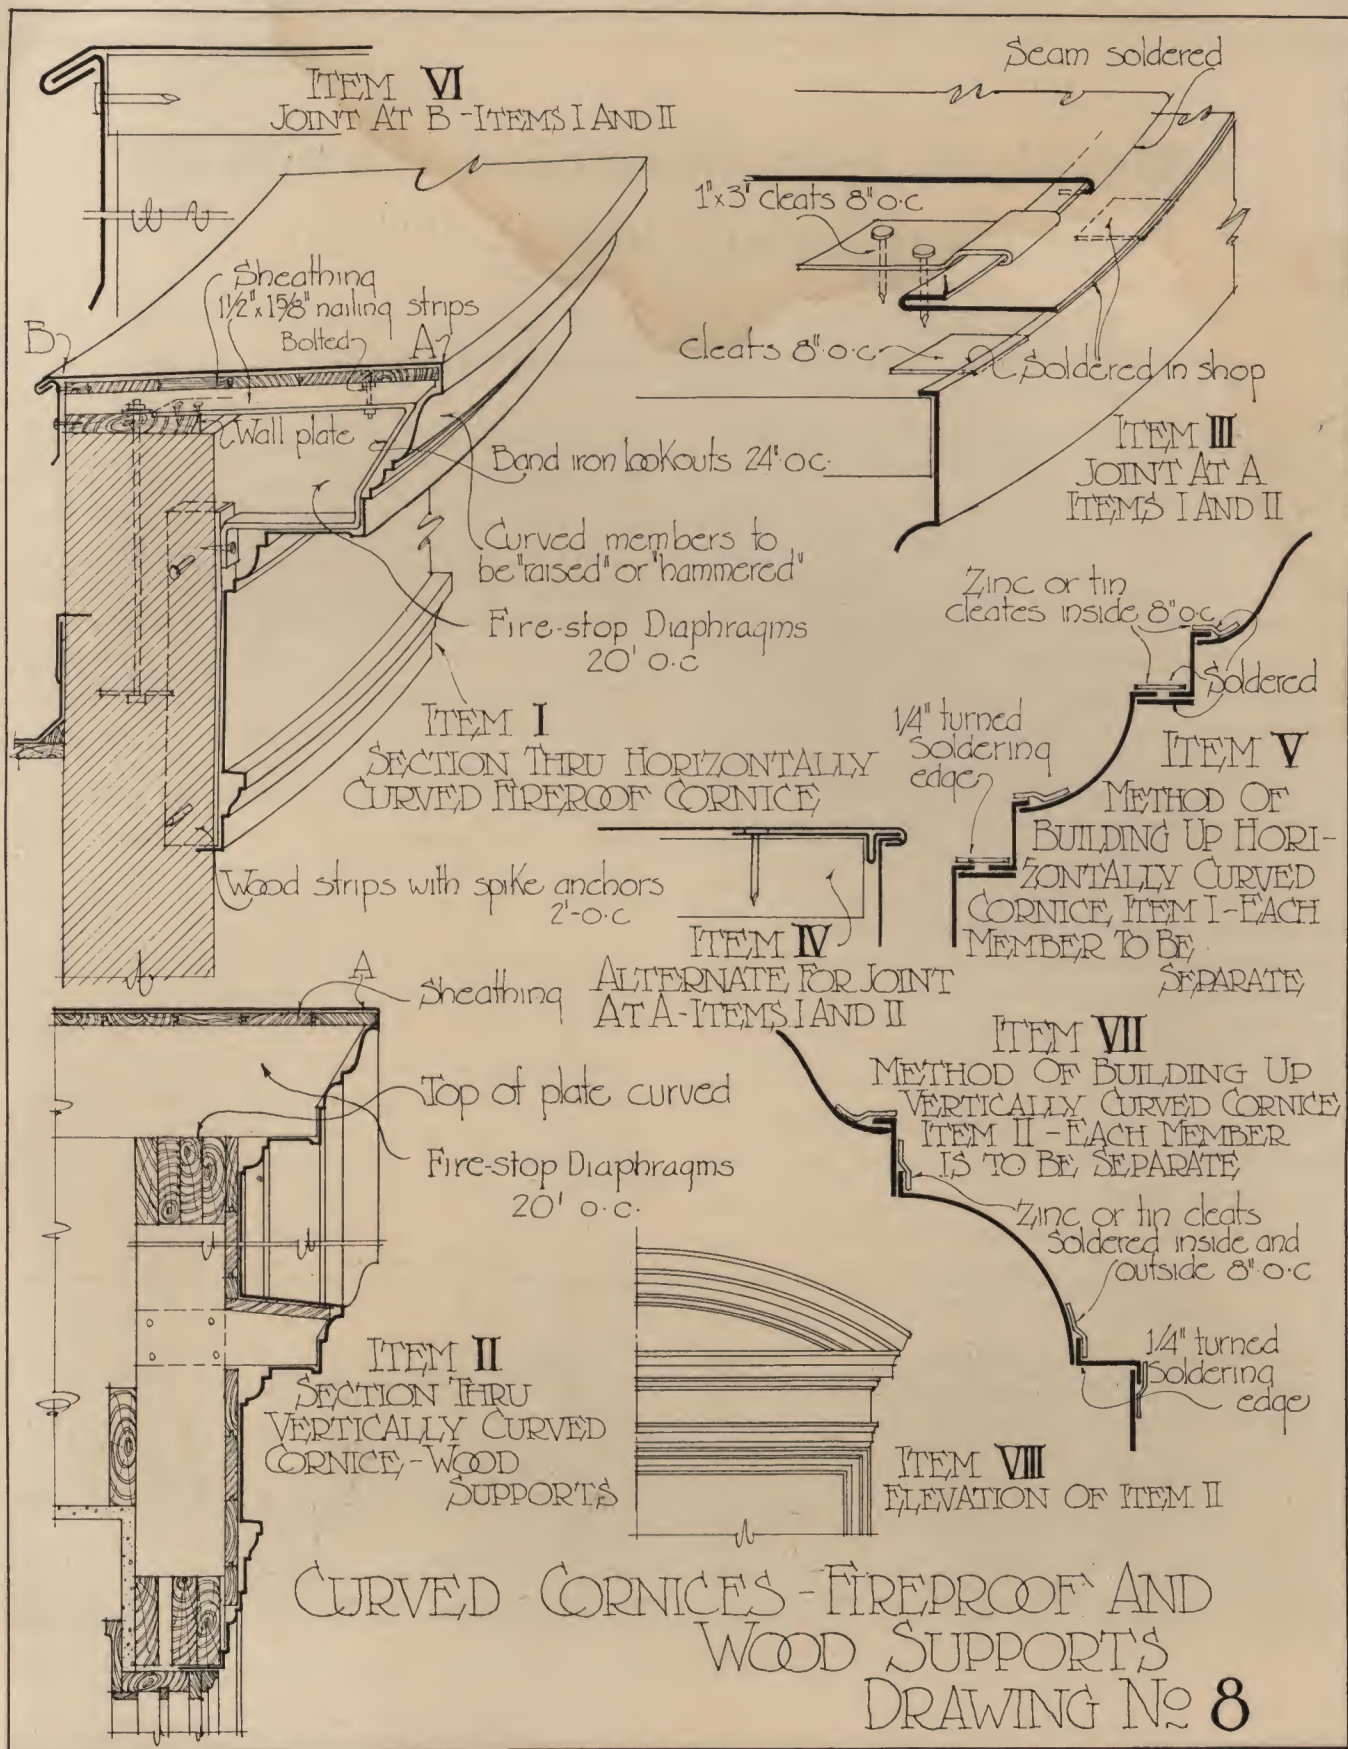 ITEM VI
JOINT AT B-ITEMS I AND II
Seam soldered
1"x3" cleats 8"o.c
cleats 8".o.c
Soldered in shop
ITEM III
JOINT AT A
ITEMS I AND II
Sheathing
1 1/2" x 1 5/8" nailing strips
Bolted
B
A
Wall plate
Band iron lookouts 24".o.c.
Curved members to
be "raised" or "hammered"
Fire-stop Diaphragms
20' o.c
ITEM I
SECTION THRU HORIZONTALLY
CURVED FIREROOF CORNICE
Wood strips with spike anchors
2'-o.c
Zinc or tin
cleates inside 8" o.c
Soldered
1/4" turned
Soldering
edge
ITEM V
METHOD OF
BUILDING UP HORI-
ZONTALLY CURVED
CORNICE ITEM I-EACH
MEMBER TO BE
SEPARATE
ITEM IV
ALTERNATE FOR JOINT
AT A-ITEMS I AND II
A
Sheathing
Top of plate curved
Fire-stop Diaphragms
20' o.c.
ITEM II
SECTION THRU
VERTICALLY CURVED
CORNICE-WOOD
SUPPORTS
ITEM VII
METHOD OF BUILDING UP
VERTICALLY CURVED CORNICE
ITEM II-EACH MEMBER
IS TO BE SEPARATE
Zinc or tin cleats
Soldered inside and
outside 8".o.c
1/4" turned
Soldering
edge
ITEM VIII
ELEVATION OF ITEM II
CURVED CORNICES-FIREPROOF AND
WOOD SUPPORTS
DRAWING No 8